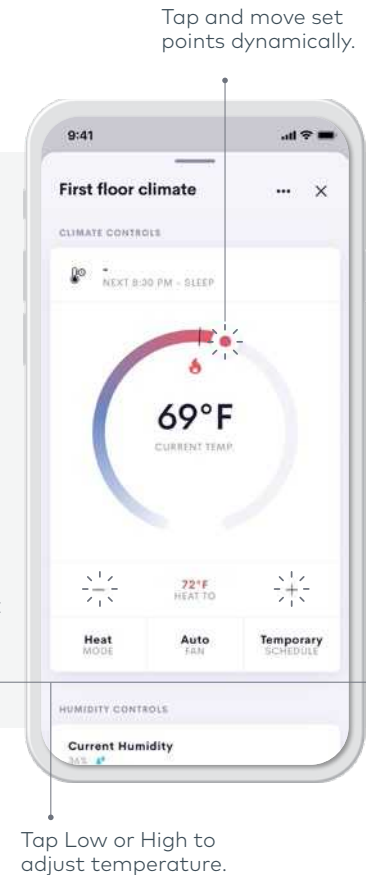 Tap and move set
points dynamically.
9:41
First floor climate
CLIMATE CONTROLS
-
NEXT 8:30 PM - SLEEP
69°F
CURRENT TEMP.
72°F
HEAT TO
Heat
MODE
Auto
FAN
Temporary
SCHEDULE
HUMIDITY CONTROLS
Current Humidity
36%
Tap Low or High to
adjust temperature.